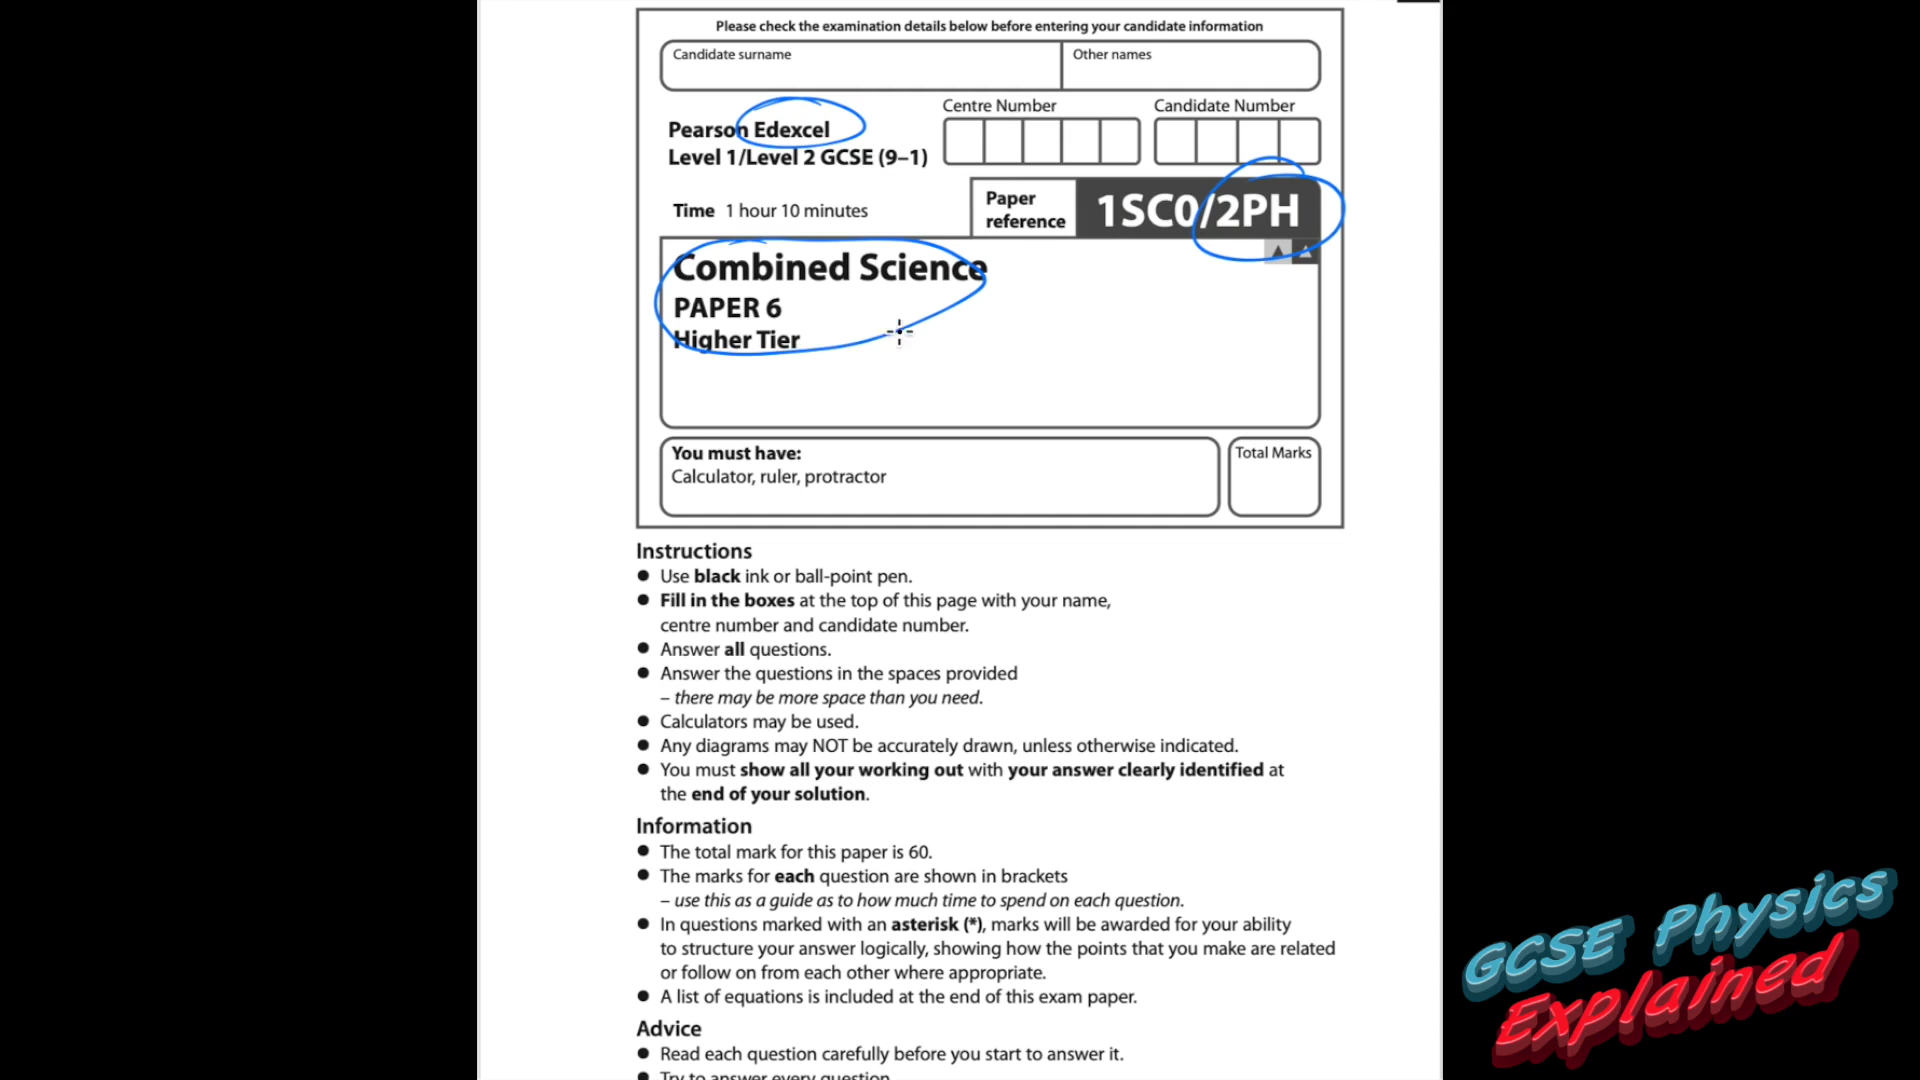 Please check the examination details below before entering your candidate information
Candidate surname
Other names
Pearson Edexcel
Level 1/Level 2 GCSE (9–1)
Centre Number
Candidate Number
Time 1 hour 10 minutes
Paper
reference
1SC0/2PH
Combined Science
PAPER 6
Higher Tier
You must have:
Calculator, ruler, protractor
Total Marks
Instructions
● Use black ink or ball-point pen.
● Fill in the boxes at the top of this page with your name,
centre number and candidate number.
● Answer all questions.
● Answer the questions in the spaces provided
– there may be more space than you need.
● Calculators may be used.
● Any diagrams may NOT be accurately drawn, unless otherwise indicated.
● You must show all your working out with your answer clearly identified at
the end of your solution.
Information
● The total mark for this paper is 60.
● The marks for each question are shown in brackets
– use this as a guide as to how much time to spend on each question.
● In questions marked with an asterisk (*), marks will be awarded for your ability
to structure your answer logically, showing how the points that you make are related
or follow on from each other where appropriate.
● A list of equations is included at the end of this exam paper.
Advice
● Read each question carefully before you start to answer it.
● Try to answer every question.
GCSE Physics
Explained